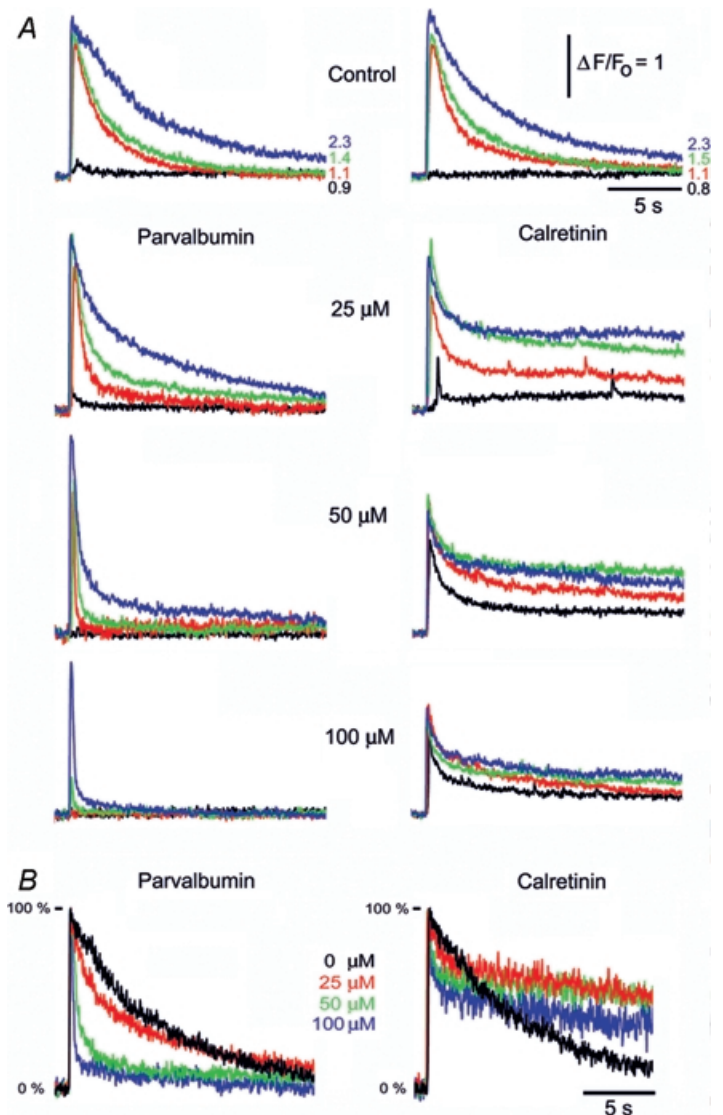 A
Control
ΔF/Fo = 1
2.3
1.4
1.1
0.9
2.3
1.5
1.1
0.8
5 s
Parvalbumin
Calretinin
25 µM
50 µM
100 µM
B
Parvalbumin
Calretinin
100 %
100 %
0 µM
25 µM
50 µM
100 µM
0 %
0 %
5 s